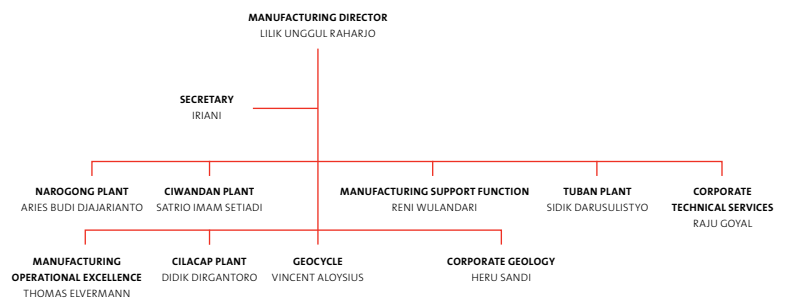 MANUFACTURING DIRECTOR
LILIK UNGGUL RAHARJO
SECRETARY
IRIANI
NAROGONG PLANT
ARIES BUDI DJAJARIANTO
CIWANDAN PLANT
SATRIO IMAM SETIADI
MANUFACTURING SUPPORT FUNCTION
RENI WULANDARI
TUBAN PLANT
SIDIK DARUSULISTYO
CORPORATE
TECHNICAL SERVICES
RAJU GOYAL
MANUFACTURING
OPERATIONAL EXCELLENCE
THOMAS ELVERMANN
CILACAP PLANT
DIDIK DIRGANTORO
GEOCYCLE
VINCENT ALOYSIUS
CORPORATE GEOLOGY
HERU SANDI